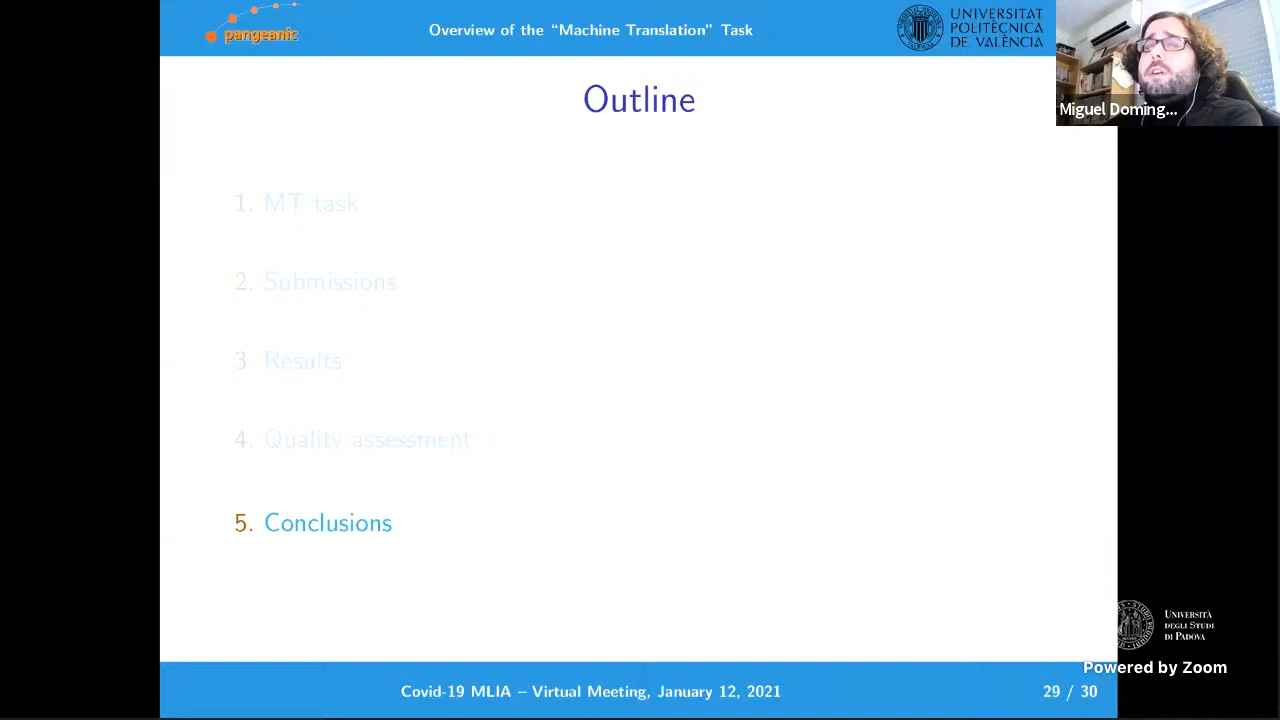 pangeanic
Overview of the “Machine Translation” Task
UNIVERSITAT
POLITÈCNICA
DE VALÈNCIA
Miguel Doming...
Outline
1. MT task
2. Submissions
3. Results
4. Quality assessment
5. Conclusions
UNIVERSITÀ
DEGLI STUDI
DI PADOVA
Powered by Zoom
Covid-19 MLIA – Virtual Meeting, January 12, 2021
29 / 30